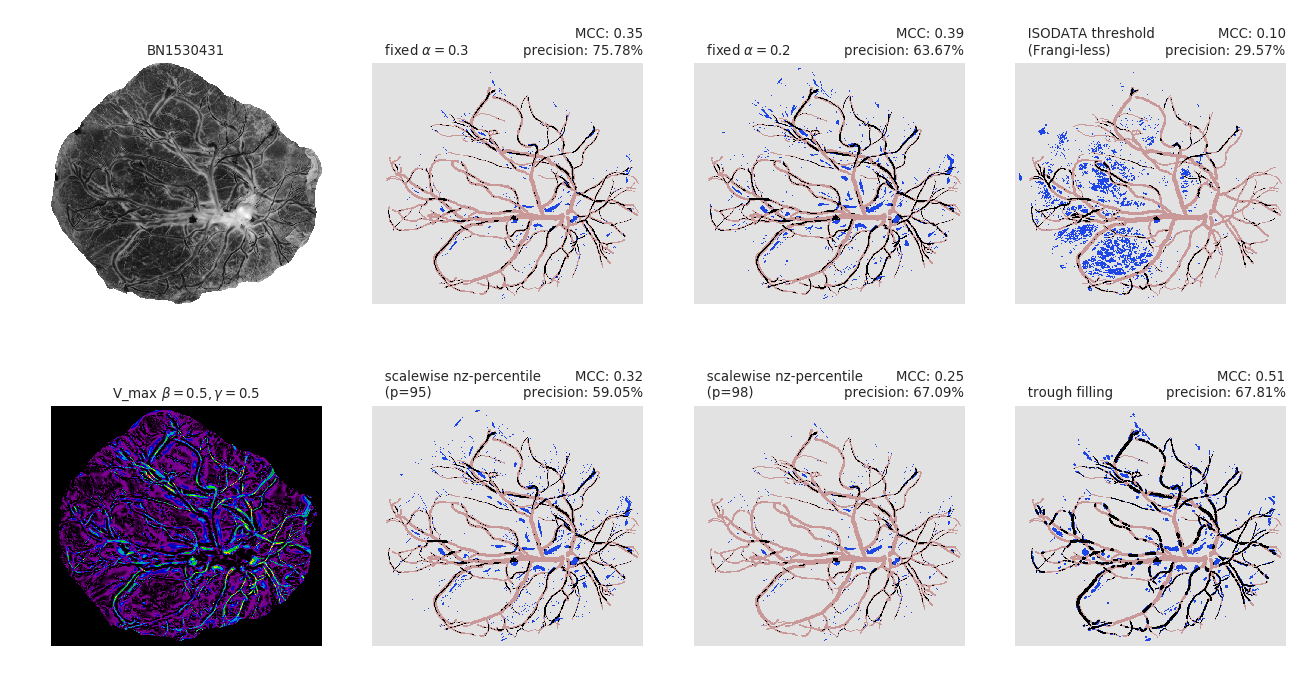 BN1530431
fixed α = 0.3
MCC: 0.35
precision: 75.78%
fixed α = 0.2
MCC: 0.39
precision: 63.67%
ISODATA threshold
(Frangi-less)
MCC: 0.10
precision: 29.57%
V_max β = 0.5, γ = 0.5
scalewise nz-percentile
(p=95)
MCC: 0.32
precision: 59.05%
scalewise nz-percentile
(p=98)
MCC: 0.25
precision: 67.09%
trough filling
MCC: 0.51
precision: 67.81%